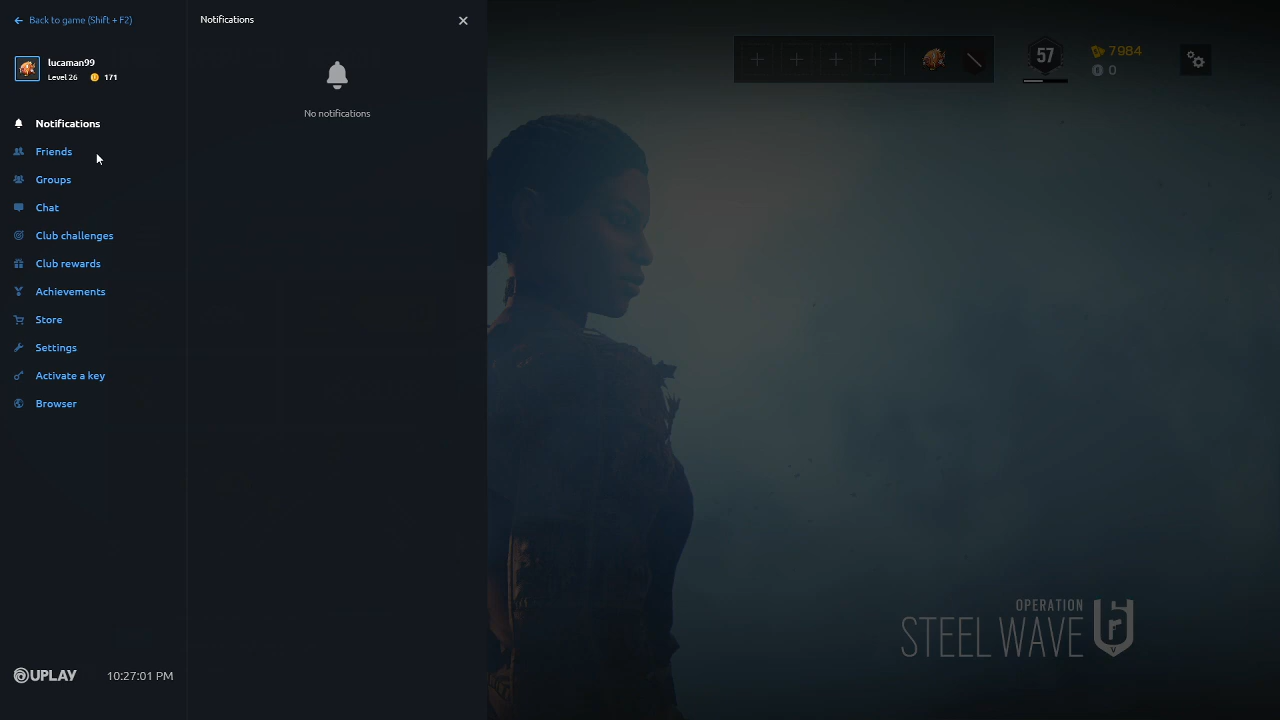 Back to game (Shift + F2)
Notifications
lucaman99
Level 26 171
57
7984
0
Notifications
No notifications
Friends
Groups
Chat
Club challenges
Club rewards
Achievements
Store
Settings
Activate a key
Browser
OPERATION
STEEL WAVE
UPLAY 10:27:01 PM